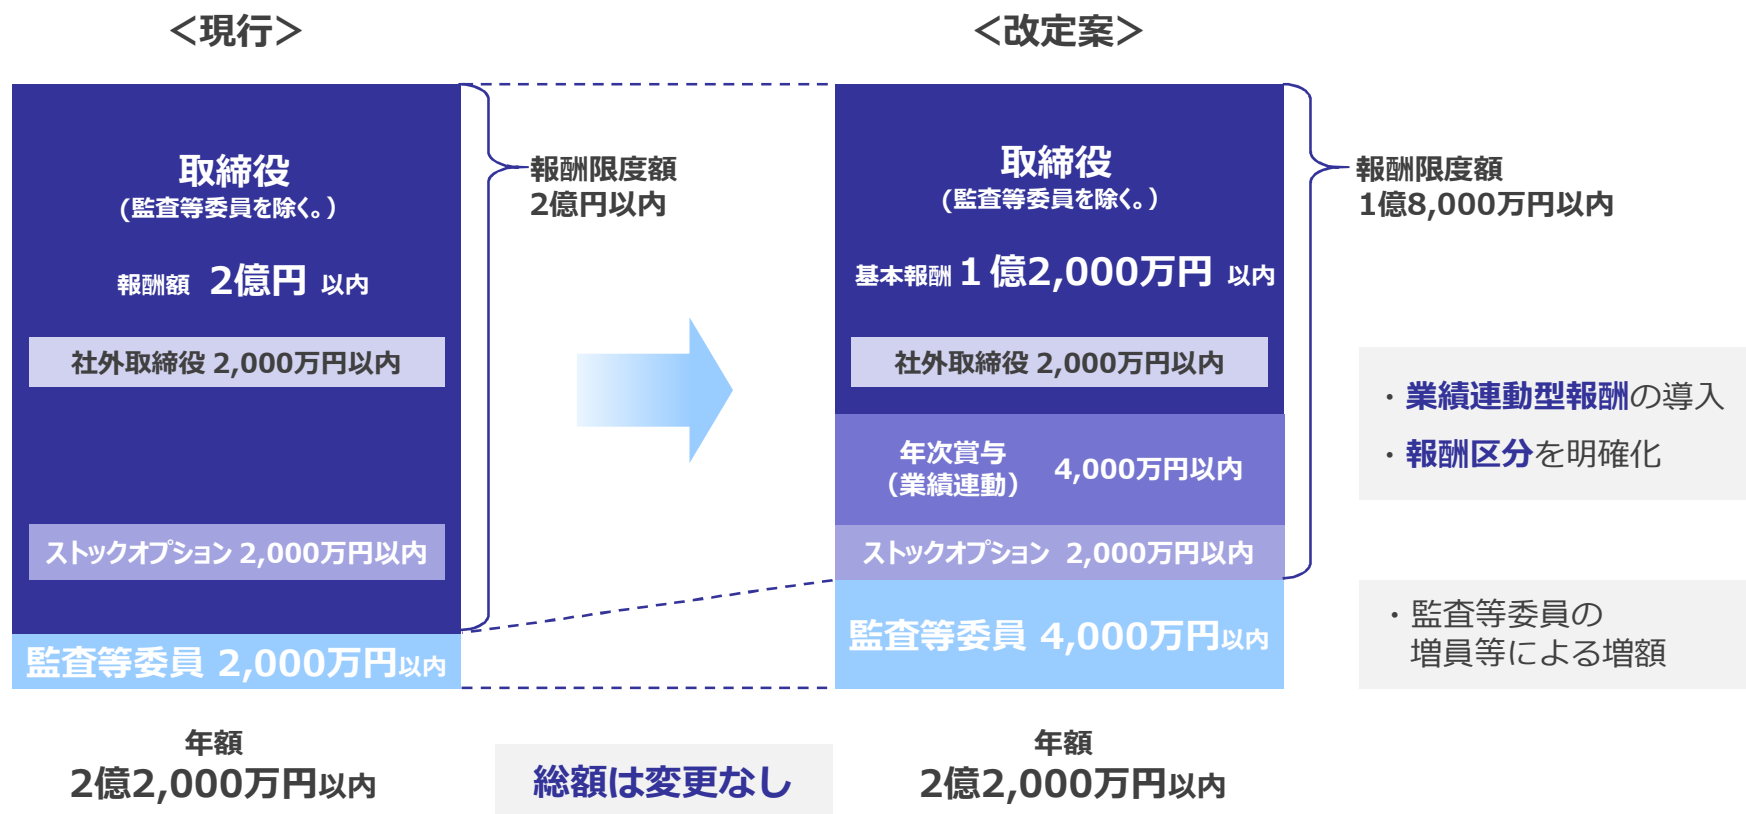 ＜現行＞
取締役
(監査等委員を除く。)
報酬額 2億円 以内
社外取締役 2,000万円以内
ストックオプション 2,000万円以内
監査等委員 2,000万円以内
年額
2億2,000万円以内
報酬限度額
2億円以内
総額は変更なし
＜改定案＞
取締役
(監査等委員を除く。)
基本報酬 1億2,000万円 以内
社外取締役 2,000万円以内
年次賞与
（業績連動）
4,000万円以内
ストックオプション 2,000万円以内
監査等委員 4,000万円以内
年額
2億2,000万円以内
報酬限度額
1億8,000万円以内
・業績連動型報酬の導入
・報酬区分を明確化
・監査等委員の
増員等による増額